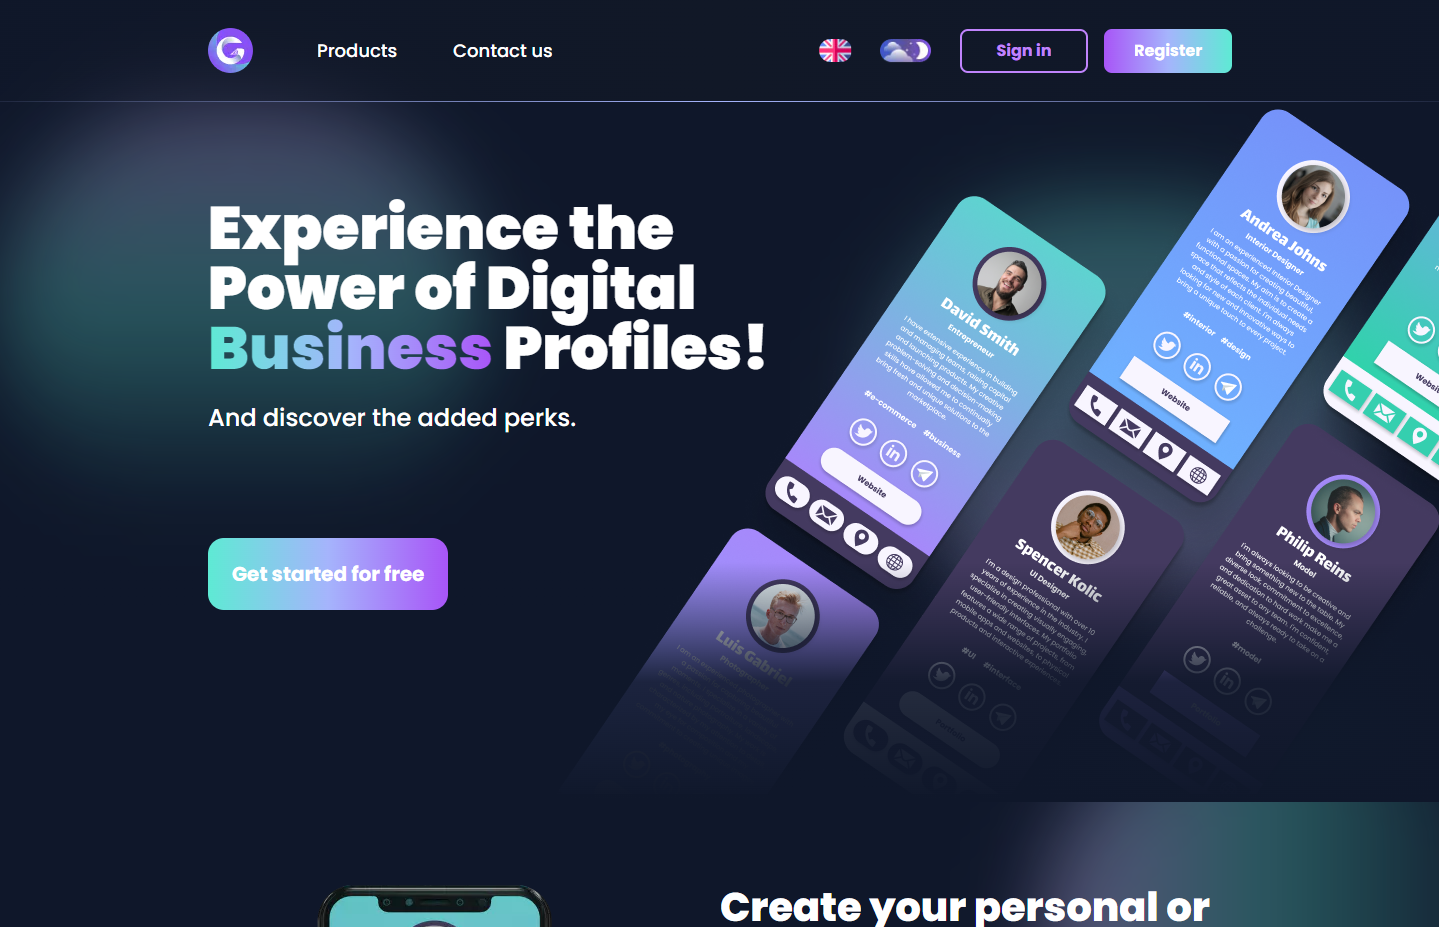 Products
Contact us
Sign in
Register
Experience the
Power of Digital
Business Profiles!
And discover the added perks.
Get started for free
David Smith
Entrepreneur
I have extensive experience in building
and managing teams, raising capital
and launching products. My creative
problem-solving and decision-making
skills have allowed me to continually
bring fresh and unique solutions to the
marketplace.
#e-commerce #business
Website
Andrea Johns
Interior Designer
I am an experienced Interior Designer
with a passion for creating beautiful,
functional spaces. My aim is to create a
space that reflects the individual needs
and style of each client. I'm always
looking for new and innovative ways to
bring a unique touch to every project.
#interior #design
Website
Luis Gabriel
Photographer
Spencer Kolic
UI Designer
I'm a design professional with over 10
years of experience in the industry. I
specialize in creating visually engaging,
user-friendly interfaces. My portfolio
features a wide range of projects, from
mobile apps and websites, to physical
products and interactive experiences.
#UI #interface
Portfolio
Philip Reins
Model
I'm always looking to be creative and
bring something new to the table. My
diverse look, commitment to excellence,
and dedication to hard work make me a
great asset to any team. I'm confident,
reliable, and always ready to take on a
challenge.
#model
Create your personal or